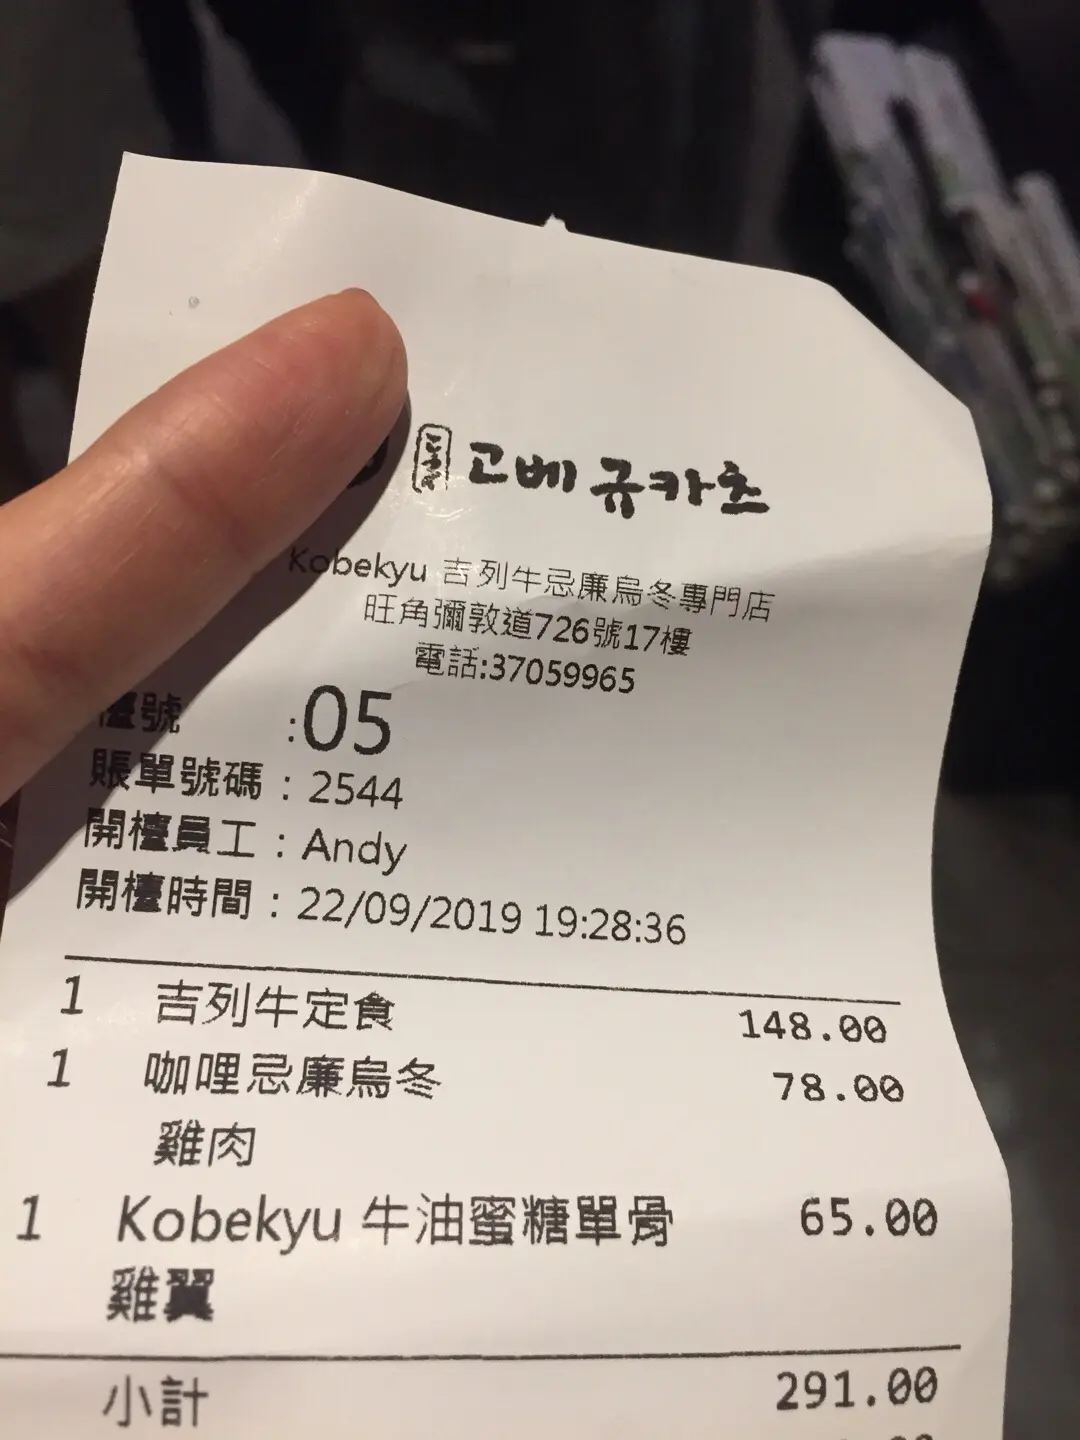 고베 규카츠
Kobekyu 吉列牛忌廉烏冬專門店
旺角彌敦道726號17樓
電話:37059965
檯號 :05
賬單號碼 : 2544
開檯員工 : Andy
開檯時間 : 22/09/2019 19:28:36
1 吉列牛定食 148.00
1 咖哩忌廉烏冬 78.00
雞肉
1 Kobekyu 牛油蜜糖單骨 65.00
雞翼
小計 291.00